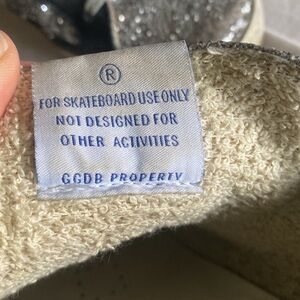 ®
FOR SKATEBOARD USE ONLY
NOT DESIGNED FOR
OTHER ACTIVITIES
GGDB PROPERTY